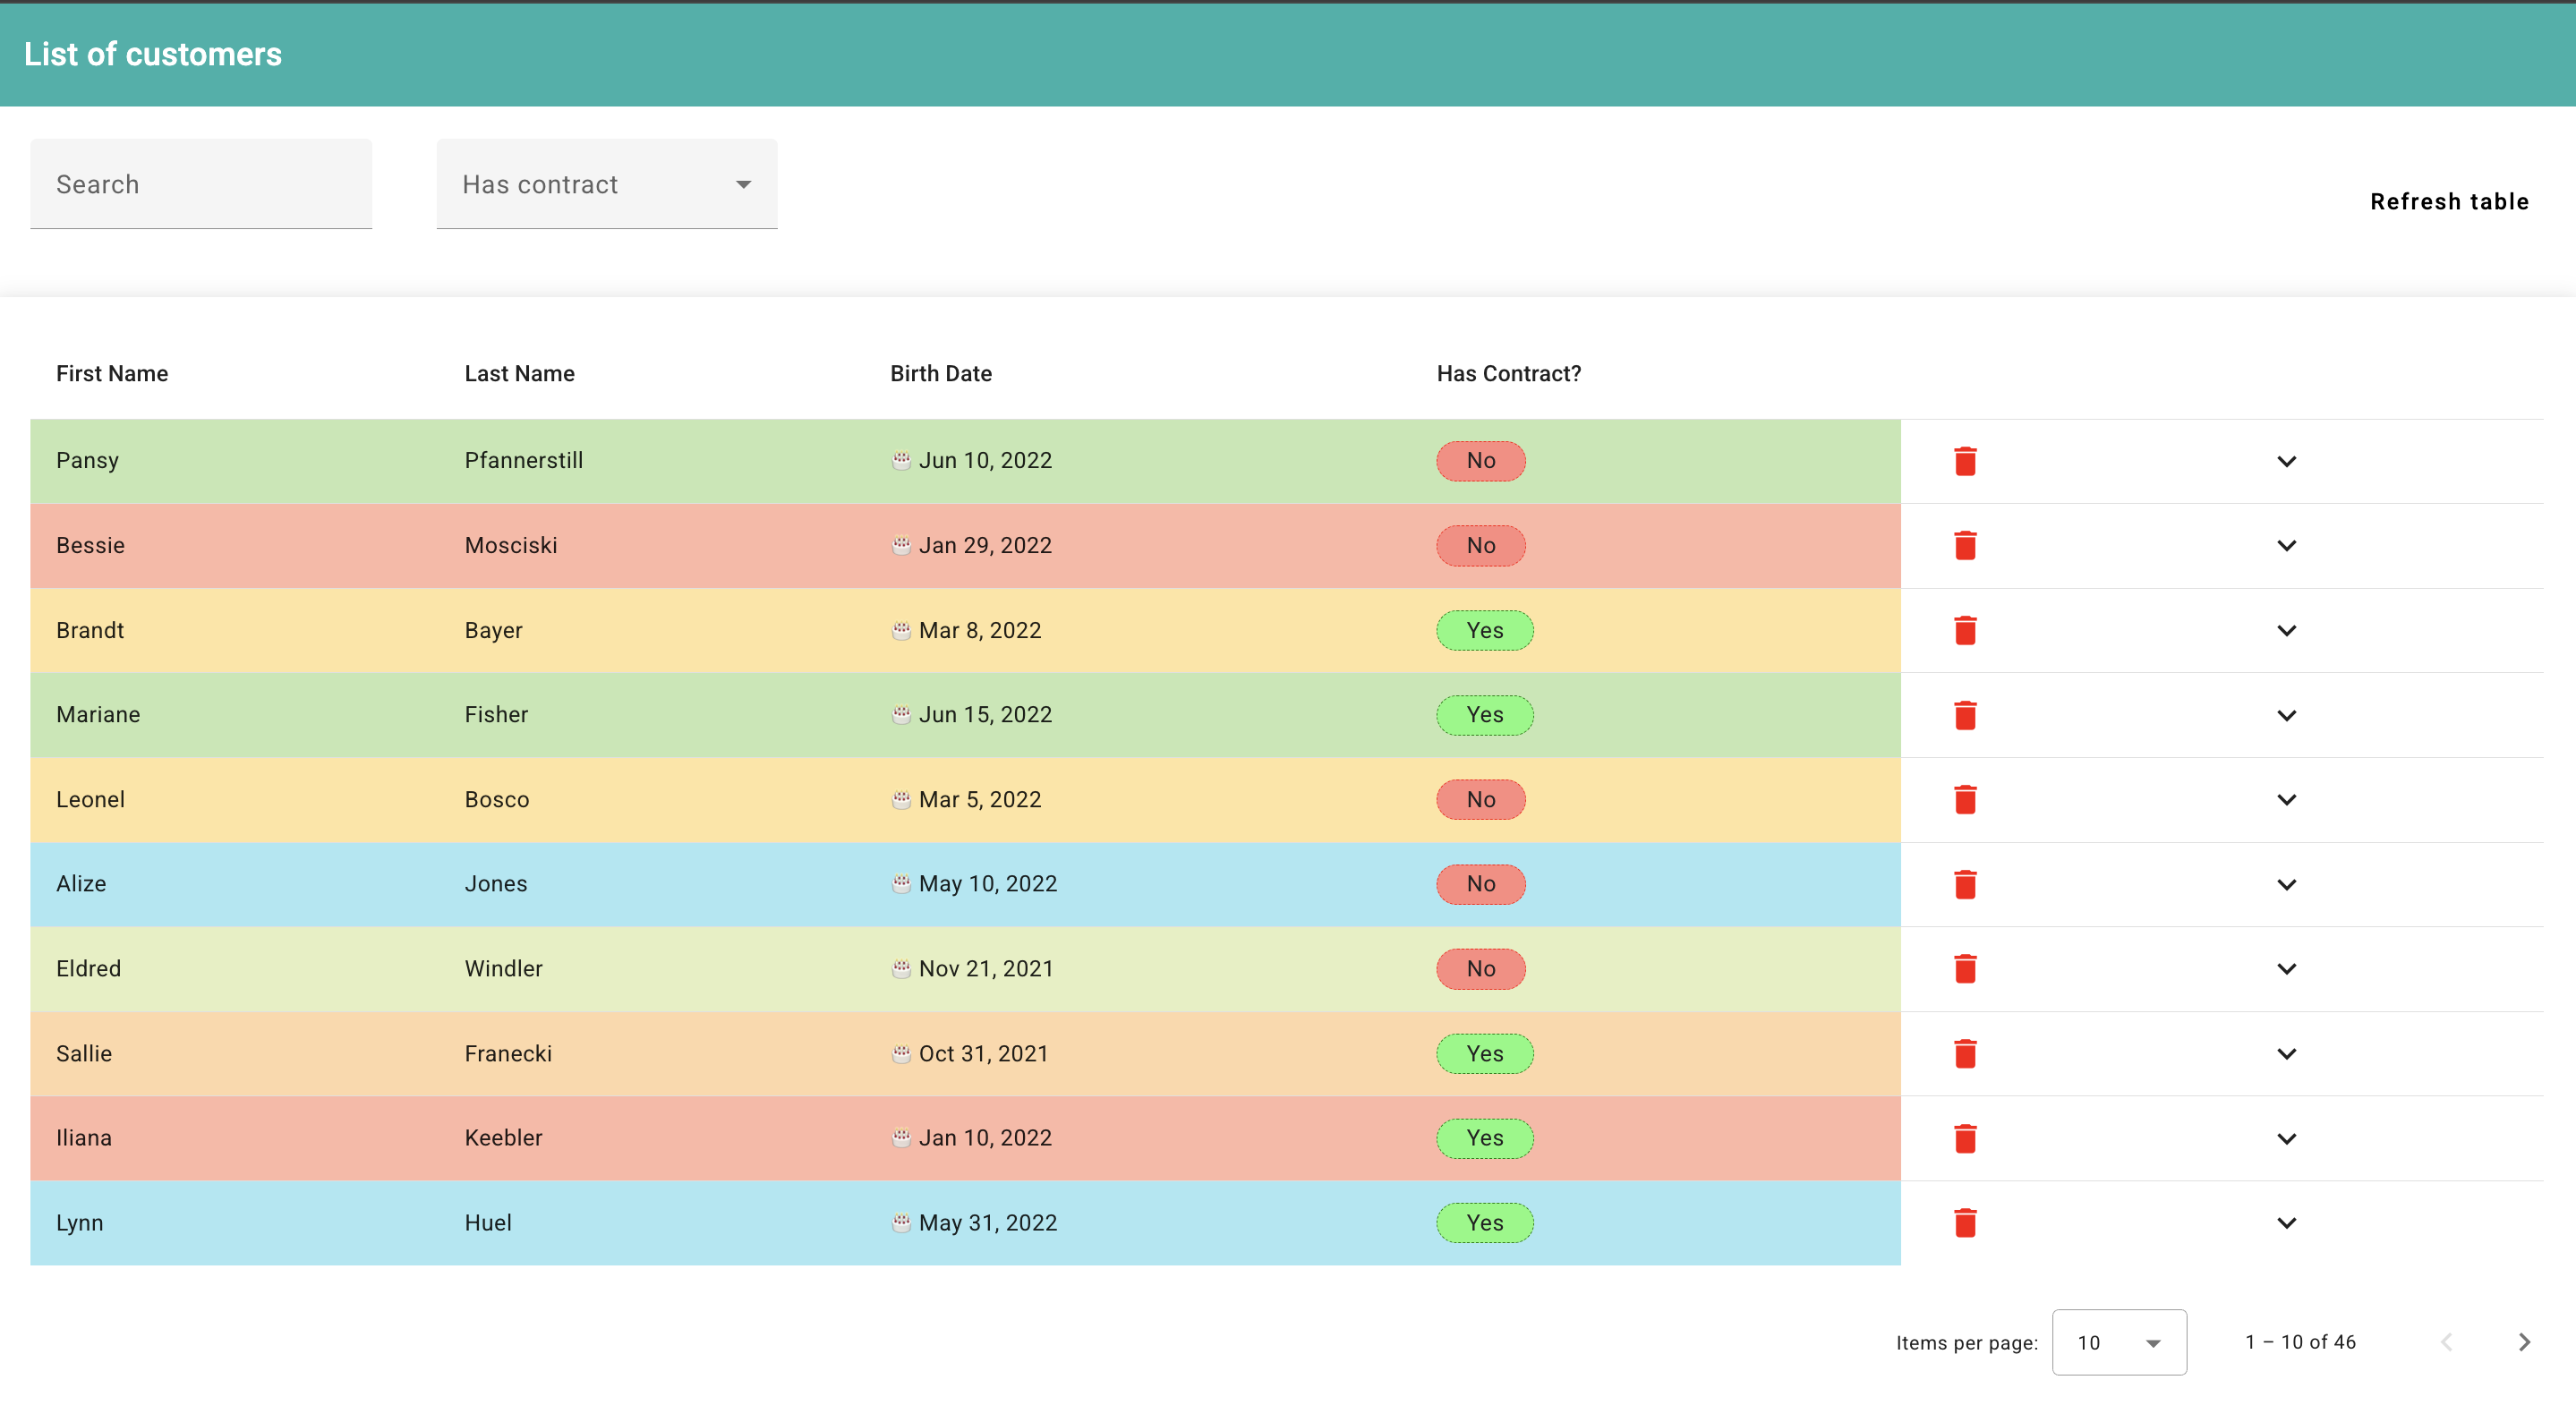 List of customers
Search
Has contract
Refresh table
First Name Last Name Birth Date Has Contract?
Pansy Pfannerstill 🎂 Jun 10, 2022 No
Bessie Mosciski 🎂 Jan 29, 2022 No
Brandt Bayer 🎂 Mar 8, 2022 Yes
Mariane Fisher 🎂 Jun 15, 2022 Yes
Leonel Bosco 🎂 Mar 5, 2022 No
Alize Jones 🎂 May 10, 2022 No
Eldred Windler 🎂 Nov 21, 2021 No
Sallie Franecki 🎂 Oct 31, 2021 Yes
Iliana Keebler 🎂 Jan 10, 2022 Yes
Lynn Huel 🎂 May 31, 2022 Yes
Items per page: 10 1 – 10 of 46